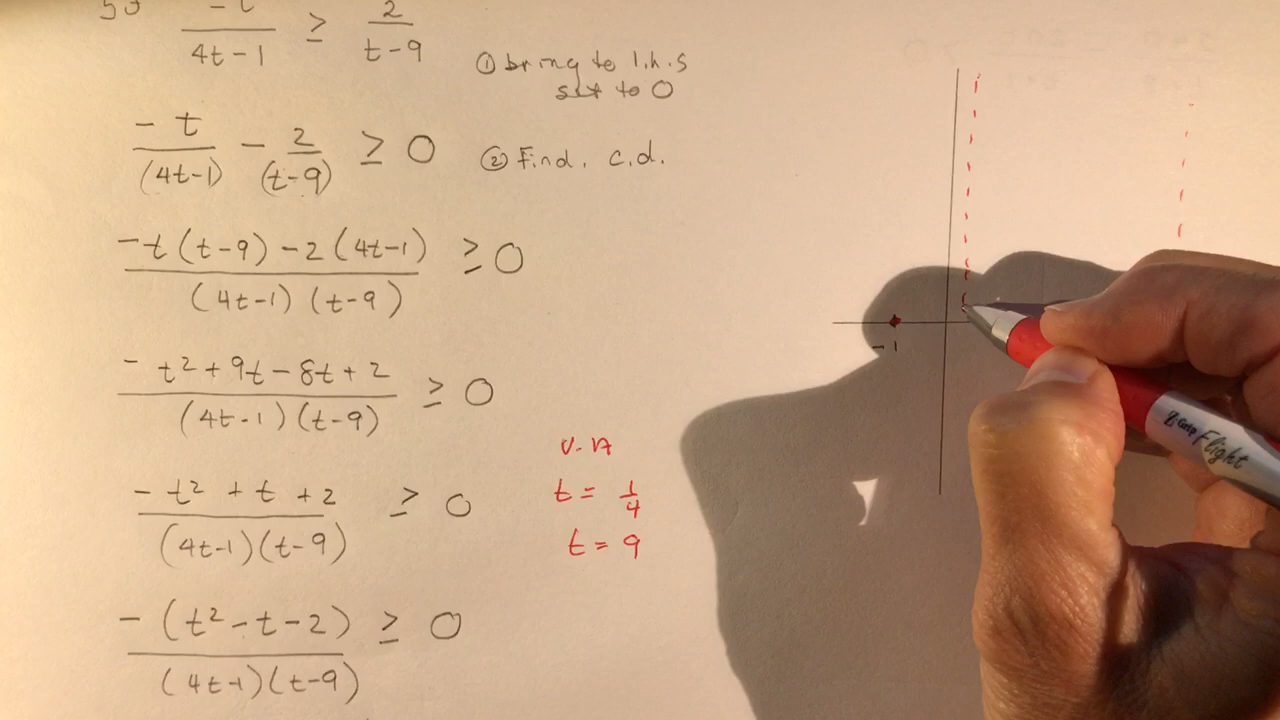 -t/(4t-1) ≥ 2/(t-9)
① bring to l.h.s
set to 0
-t/(4t-1) - 2/(t-9) ≥ 0
② Find. c.d.
(-t(t-9) - 2(4t-1))/((4t-1)(t-9)) ≥ 0
(-t² + 9t - 8t + 2)/((4t-1)(t-9)) ≥ 0
(-t² + t + 2)/((4t-1)(t-9)) ≥ 0
-(t² - t - 2)/((4t-1)(t-9)) ≥ 0
V.A
t = 1/4
t = 9
-1
Z-Grip Flight